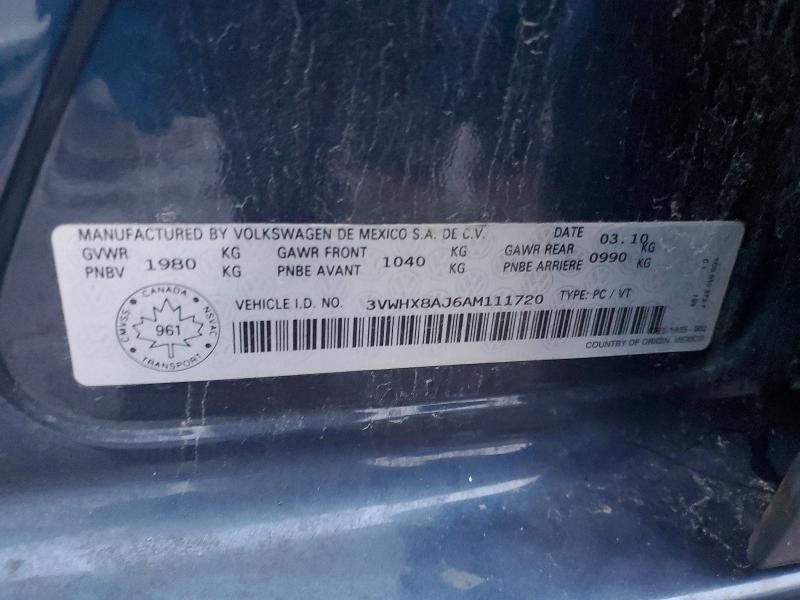 MANUFACTURED BY VOLKSWAGEN DE MEXICO S.A. DE C.V. DATE 03.10
GVWR 1980 KG GAWR FRONT 1040 KG GAWR REAR 0990 KG
PNBV KG PNBE AVANT KG PNBE ARRIERE KG
VEHICLE I.D. NO. 3VWHX8AJ6AM111720 TYPE: PC / VT
CANADA
CMVSS 961 NSVAC
TRANSPORT
COUNTRY OF ORIGIN, MEXICO